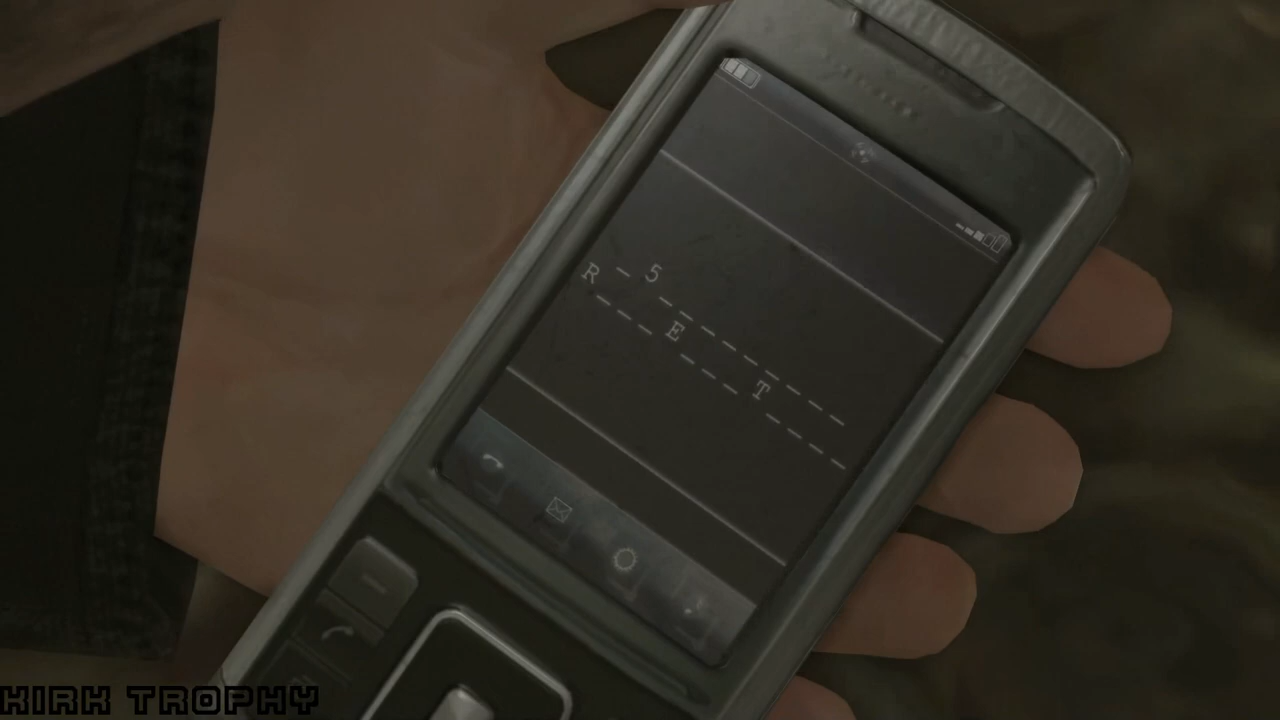 _ 5 _ _ _ _ _ _ _ _ _
R _ _ _ E _ _ _ T _ _ _ _
KIRK TROPHY